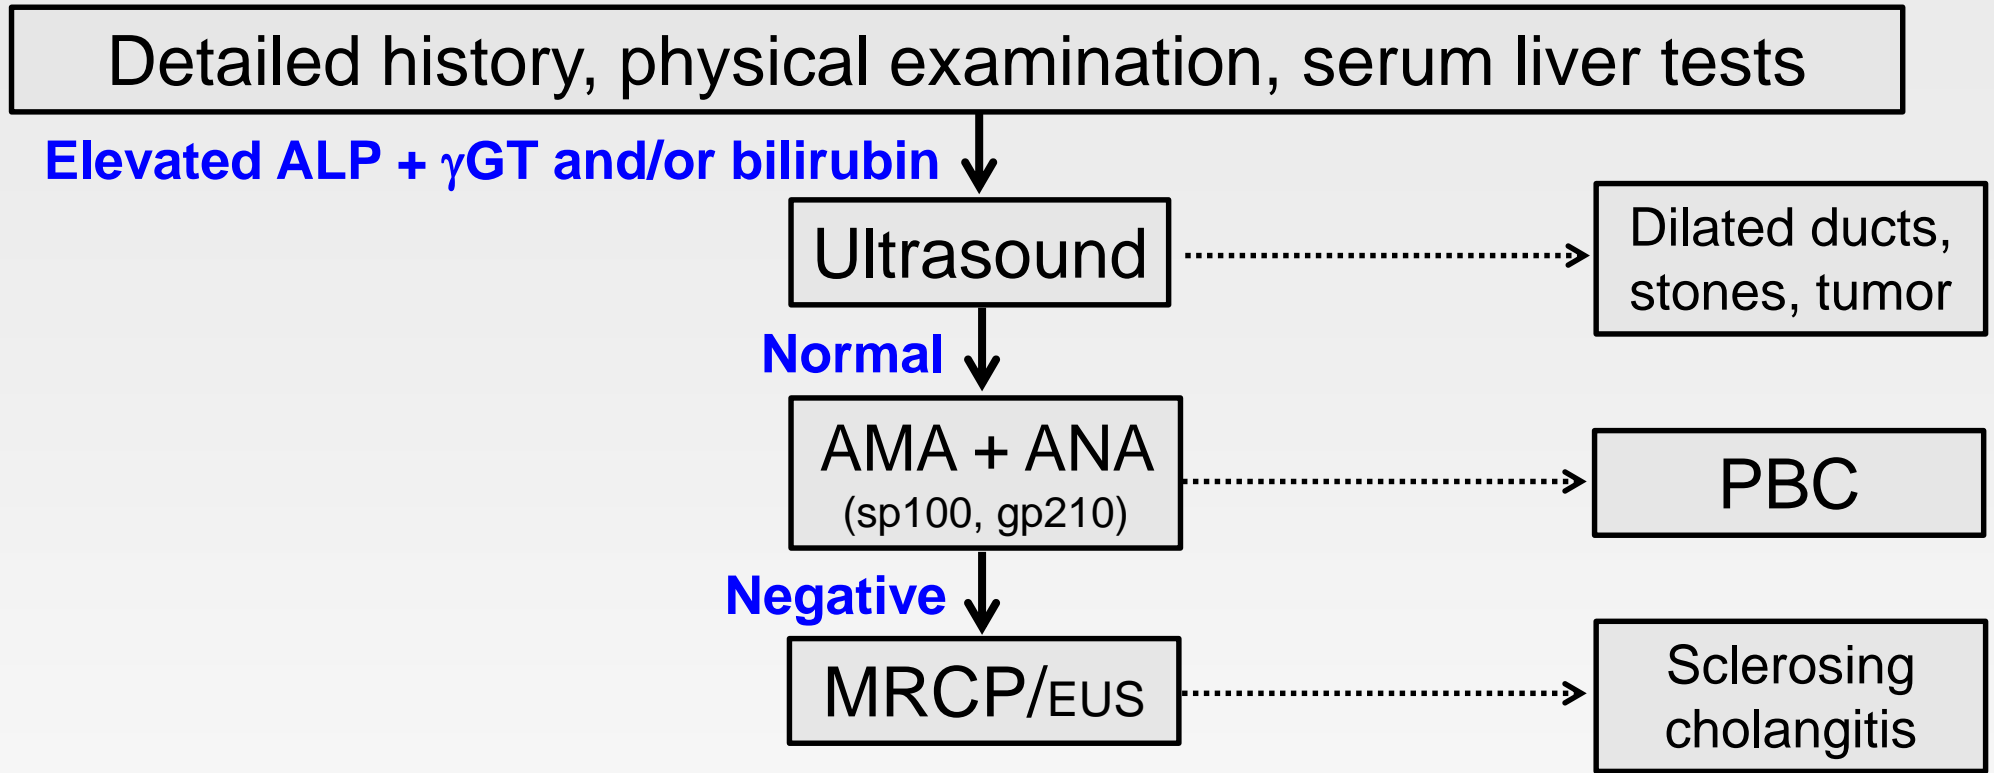 Detailed history, physical examination, serum liver tests
Elevated ALP + γGT and/or bilirubin
Ultrasound
Dilated ducts,
stones, tumor
Normal
AMA + ANA
(sp100, gp210)
PBC
Negative
MRCP/EUS
Sclerosing
cholangitis